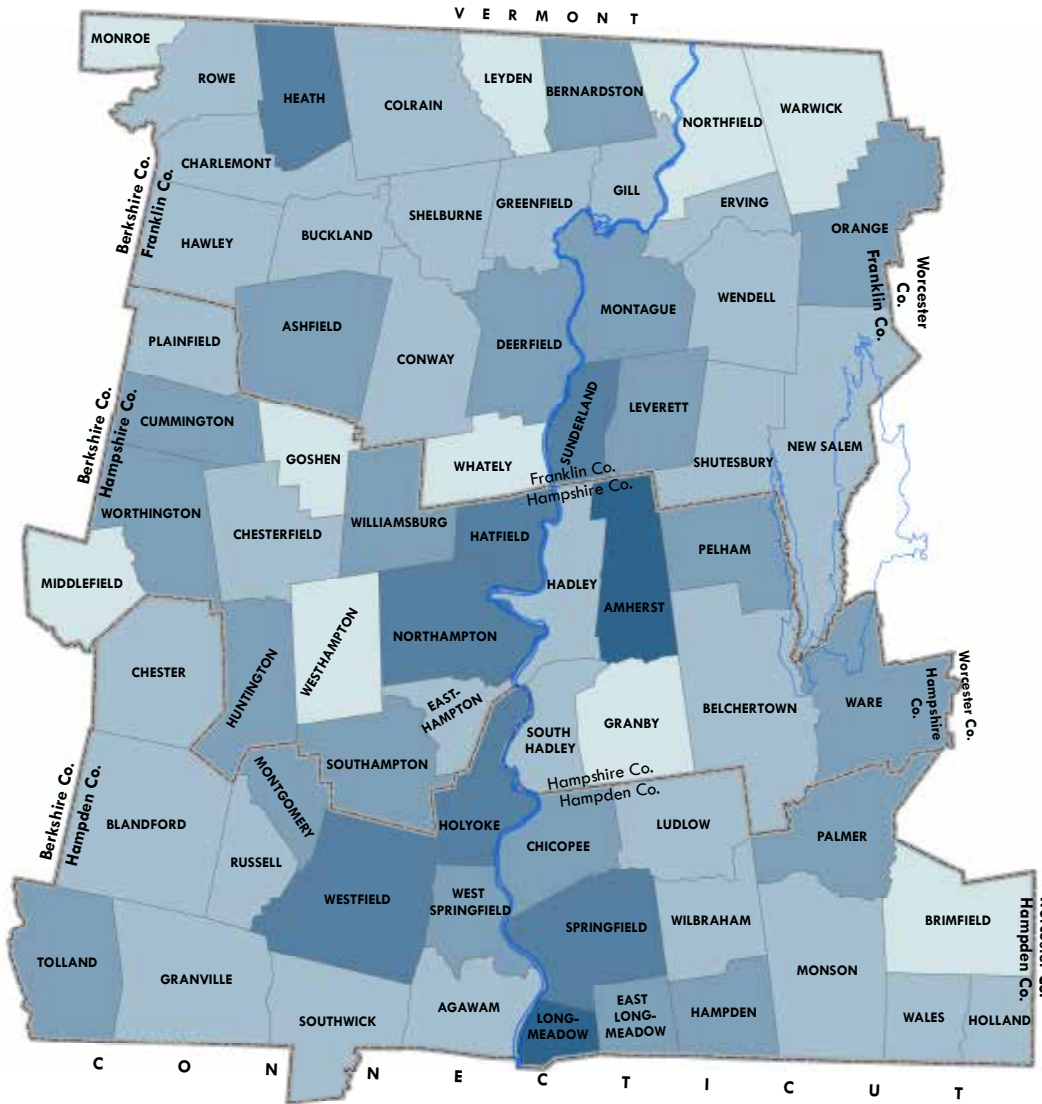 VERMONT
MONROE
ROWE
HEATH
COLRAIN
LEYDEN
BERNARDSTON
NORTHFIELD
WARWICK
CHARLEMONT
Berkshire Co.
Franklin Co.
HAWLEY
BUCKLAND
SHELBURNE
GREENFIELD
GILL
ERVING
ORANGE
Franklin Co.
Worcester
Co.
PLAINFIELD
ASHFIELD
CONWAY
DEERFIELD
MONTAGUE
WENDELL
CUMMINGTON
Berkshire Co.
Hampshire Co.
GOSHEN
WHATELY
SUNDERLAND
LEVERETT
SHUTESBURY
NEW SALEM
Franklin Co.
Hampshire Co.
WORTHINGTON
CHESTERFIELD
WILLIAMSBURG
HATFIELD
HADLEY
AMHERST
PELHAM
MIDDLEFIELD
CHESTER
HUNTINGTON
WESTHAMPTON
NORTHAMPTON
EAST-
HAMPTON
SOUTH
HADLEY
GRANBY
BELCHERTOWN
WARE
Hampshire
Co.
Worcester Co.
Hampshire Co.
Hampden Co.
MONTGOMERY
SOUTHAMPTON
Berkshire Co.
Hampden Co.
BLANDFORD
RUSSELL
HOLYOKE
CHICOPEE
LUDLOW
PALMER
WESTFIELD
WEST
SPRINGFIELD
SPRINGFIELD
WILBRAHAM
BRIMFIELD
Hampden Co.
TOLLAND
GRANVILLE
SOUTHWICK
AGAWAM
LONG-
MEADOW
EAST
LONG-
MEADOW
HAMPDEN
MONSON
WALES
HOLLAND
CONNECTICUT